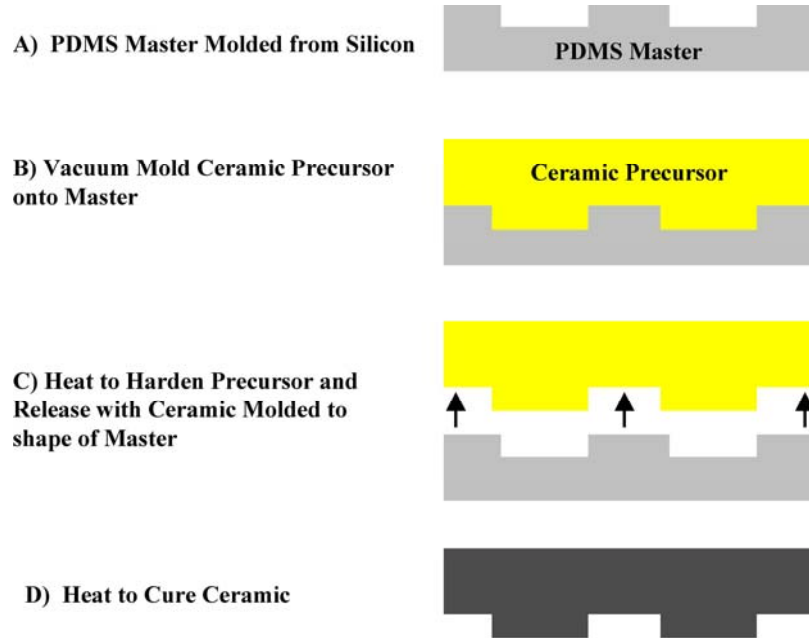 A) PDMS Master Molded from Silicon
PDMS Master
B) Vacuum Mold Ceramic Precursor
onto Master
Ceramic Precursor
C) Heat to Harden Precursor and
Release with Ceramic Molded to
shape of Master
D) Heat to Cure Ceramic